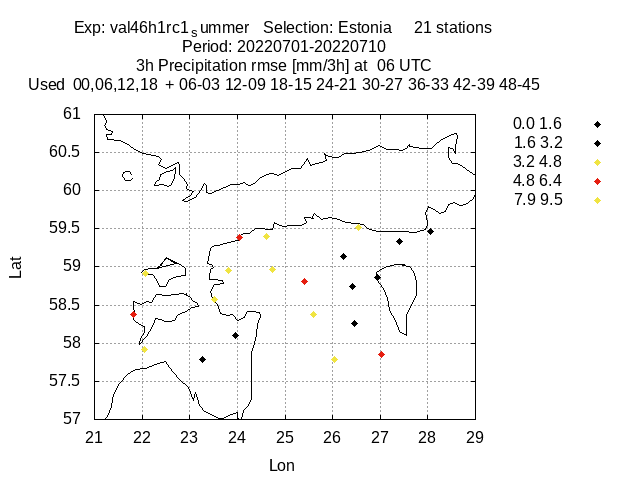 Exp: val46h1rc1summer Selection: Estonia 21 stations
Period: 20220701-20220710
3h Precipitation rmse [mm/3h] at 06 UTC
Used 00,06,12,18 + 06-03 12-09 18-15 24-21 30-27 36-33 42-39 48-45
61
60.5
60
59.5
59
58.5
58
57.5
57
Lat
21 22 23 24 25 26 27 28 29
Lon
0.0 1.6
1.6 3.2
3.2 4.8
4.8 6.4
7.9 9.5